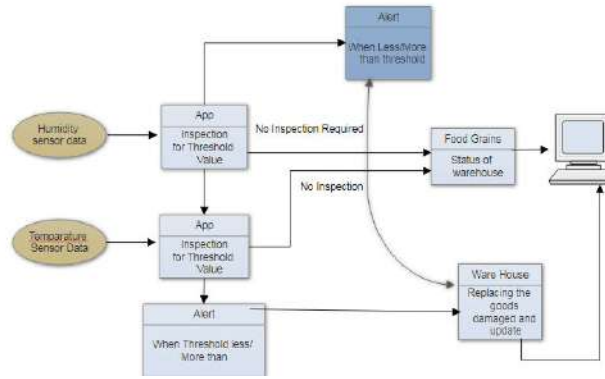 Alert
When Less/More
than threshold
Humidity
sensor data
App
Inspection
for Threshold
Value
No Inspection Required
Food Grains
Status of
warehouse
No Inspection
Temparature
Sensor Data
App
Inspection
for Threshold
Value
Ware House
Replacing the
goods
damaged and
update
Alert
When Threshold less/
More than